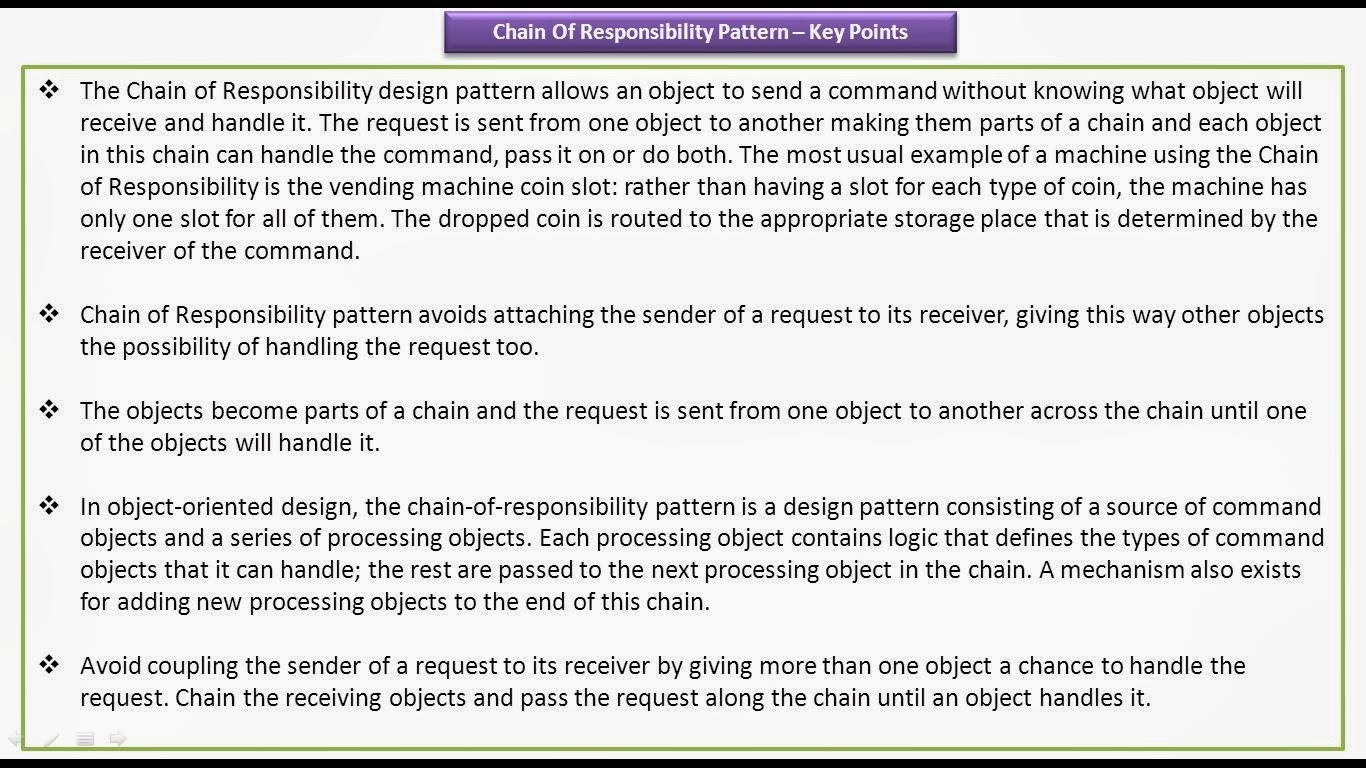 Chain Of Responsibility Pattern – Key Points
❖ The Chain of Responsibility design pattern allows an object to send a command without knowing what object will
receive and handle it. The request is sent from one object to another making them parts of a chain and each object
in this chain can handle the command, pass it on or do both. The most usual example of a machine using the Chain
of Responsibility is the vending machine coin slot: rather than having a slot for each type of coin, the machine has
only one slot for all of them. The dropped coin is routed to the appropriate storage place that is determined by the
receiver of the command.
❖ Chain of Responsibility pattern avoids attaching the sender of a request to its receiver, giving this way other objects
the possibility of handling the request too.
❖ The objects become parts of a chain and the request is sent from one object to another across the chain until one
of the objects will handle it.
❖ In object-oriented design, the chain-of-responsibility pattern is a design pattern consisting of a source of command
objects and a series of processing objects. Each processing object contains logic that defines the types of command
objects that it can handle; the rest are passed to the next processing object in the chain. A mechanism also exists
for adding new processing objects to the end of this chain.
❖ Avoid coupling the sender of a request to its receiver by giving more than one object a chance to handle the
request. Chain the receiving objects and pass the request along the chain until an object handles it.